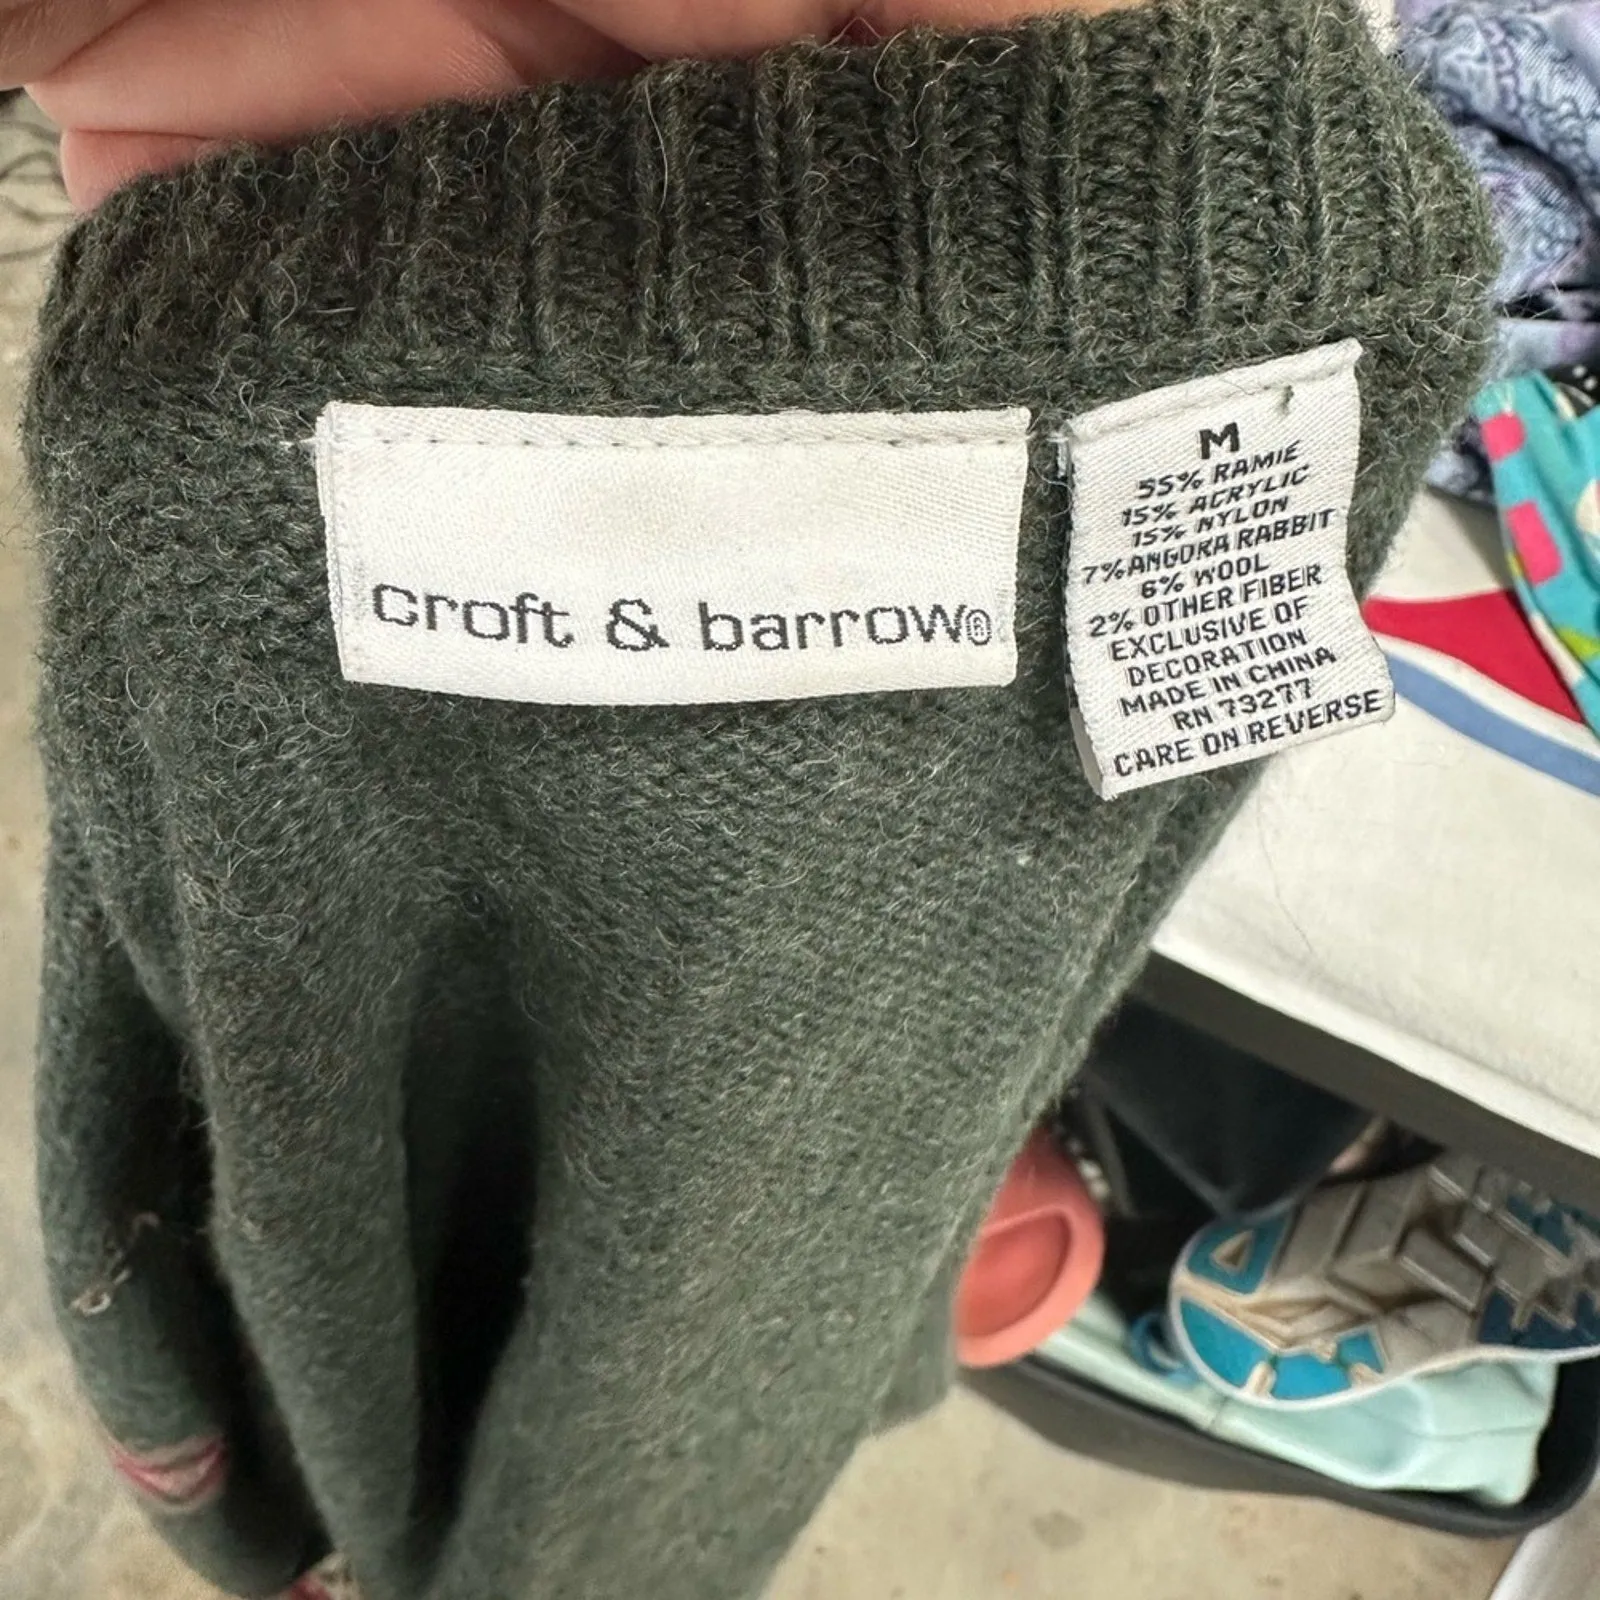 croft & barrow®
M
55% RAMIE
15% ACRYLIC
15% NYLON
7% ANGORA RABBIT
6% WOOL
2% OTHER FIBER
EXCLUSIVE OF
DECORATION
MADE IN CHINA
RN 73277
CARE ON REVERSE